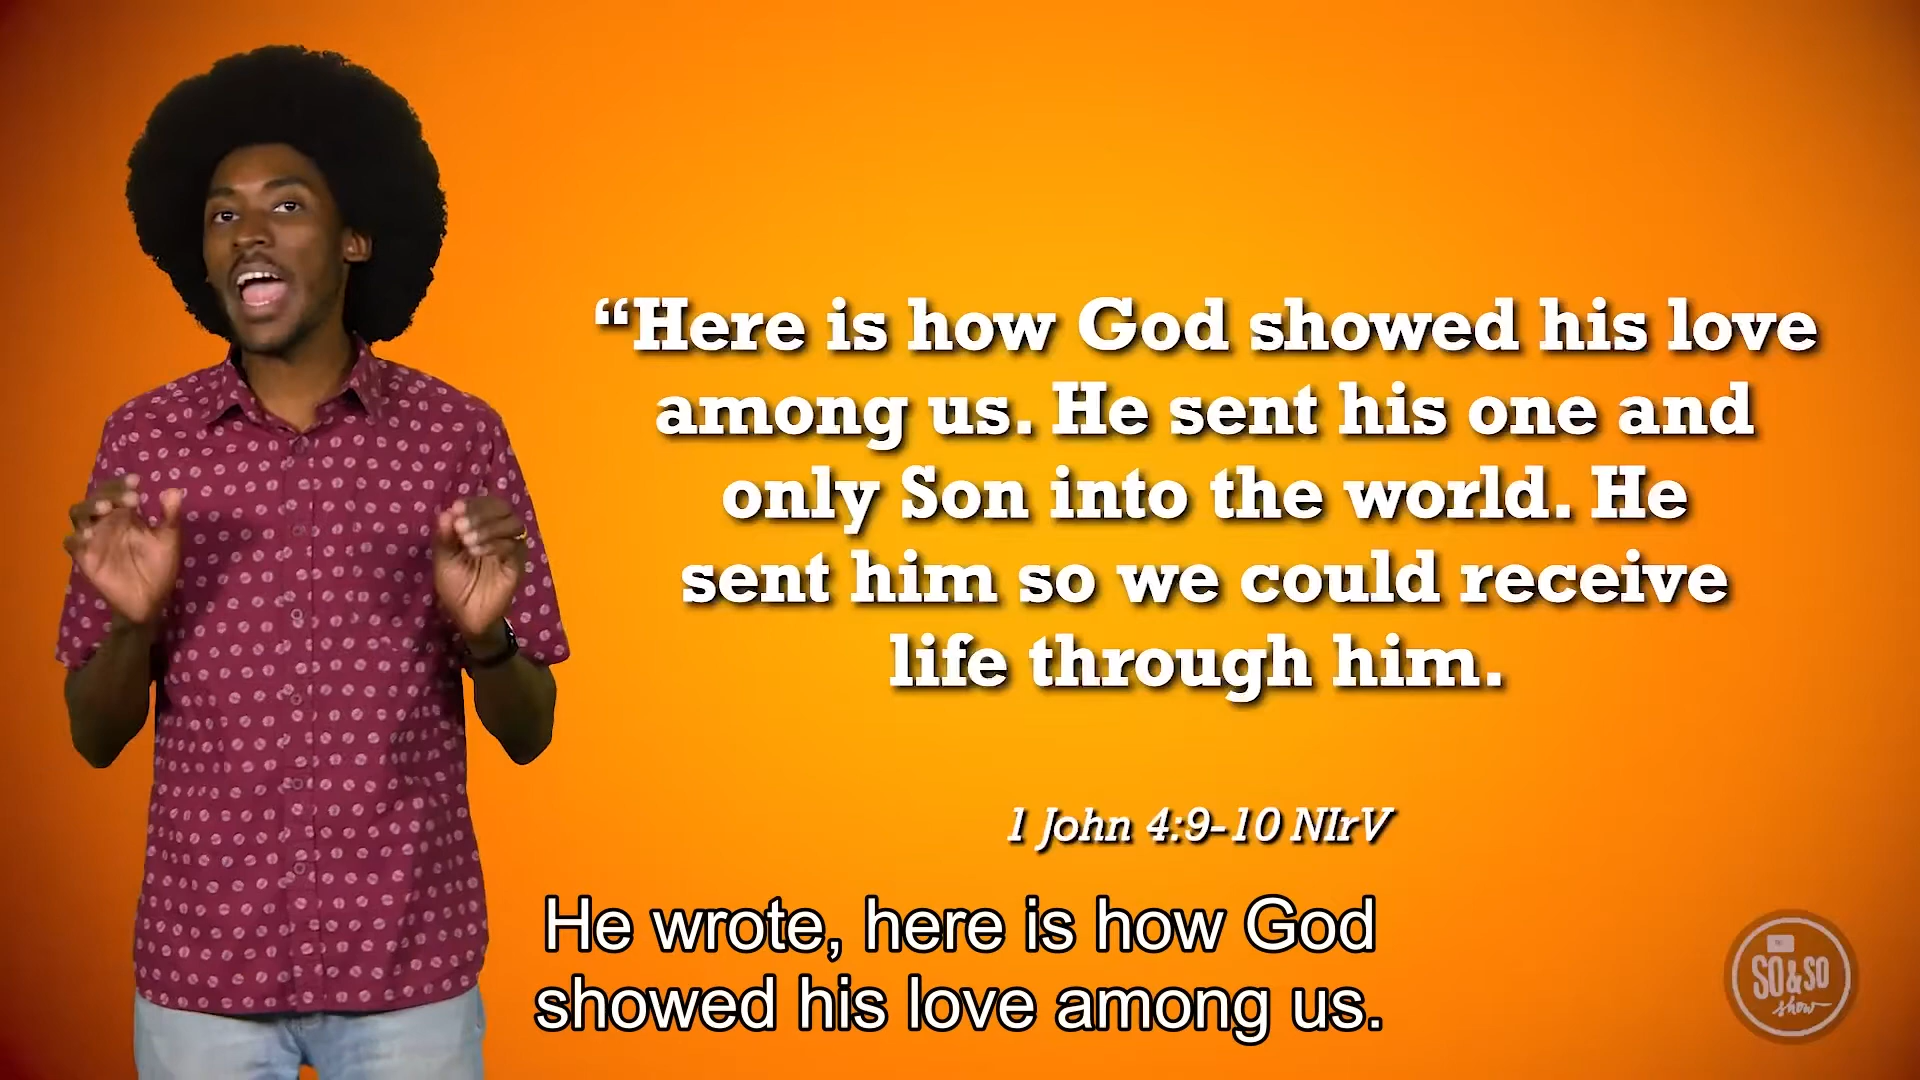 “Here is how God showed his love
among us. He sent his one and
only Son into the world. He
sent him so we could receive
life through him.
1 John 4:9-10 NIrV
He wrote, here is how God
showed his love among us.
SO & SO
show